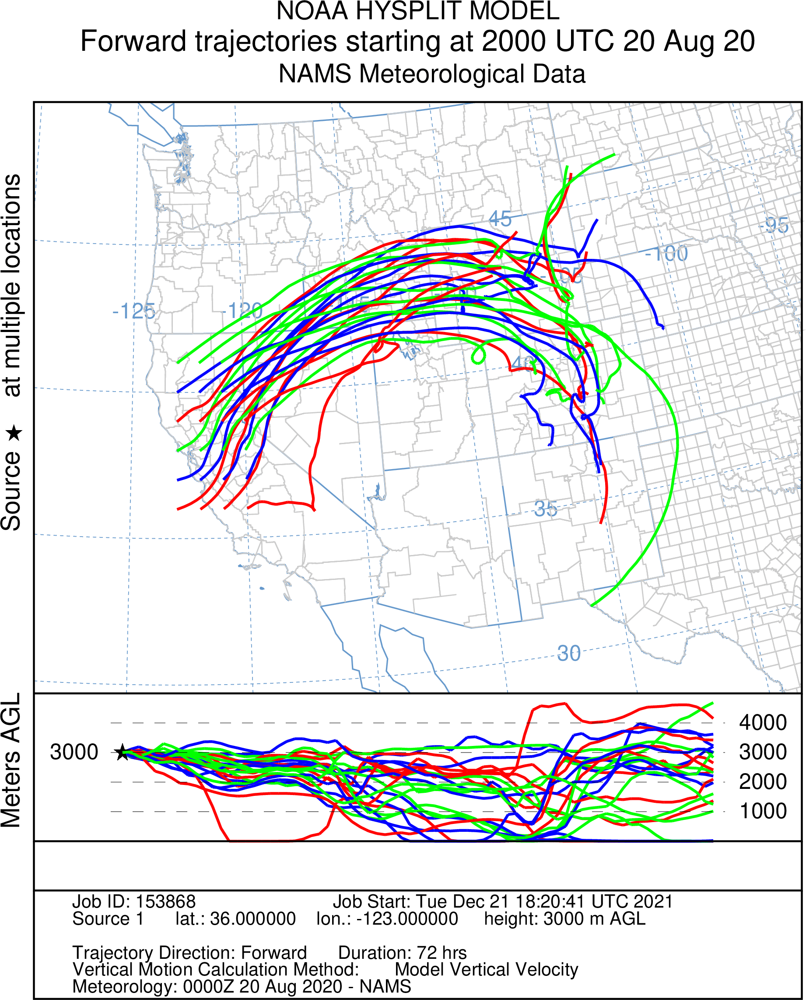 NOAA HYSPLIT MODEL
Forward trajectories starting at 2000 UTC 20 Aug 20
NAMS Meteorological Data
Source ★ at multiple locations
45
-95
-100
-125
-120
40
35
30
Meters AGL
3000
4000
3000
2000
1000
Job ID: 153868 Job Start: Tue Dec 21 18:20:41 UTC 2021
Source 1 lat.: 36.000000 lon.: -123.000000 height: 3000 m AGL
Trajectory Direction: Forward Duration: 72 hrs
Vertical Motion Calculation Method: Model Vertical Velocity
Meteorology: 0000Z 20 Aug 2020 - NAMS